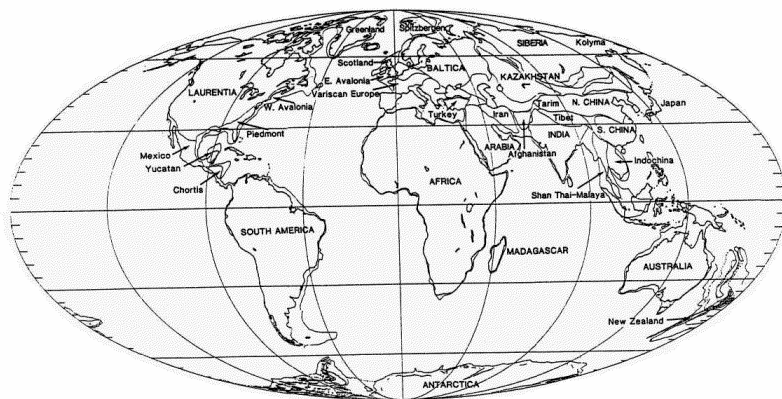 Greenland
Spitzbergen
SIBERIA
Kolyma
Scotland
BALTICA
KAZAKHSTAN
LAURENTIA
E. Avalonia
Variscan Europe
W. Avalonia
Tarim
N. CHINA
Japan
Turkey
Iran
Tibet
Piedmont
INDIA
S. CHINA
Mexico
ARABIA
Afghanistan
Yucatan
Indochina
Chortis
AFRICA
Shan Thai-Malaya
SOUTH AMERICA
MADAGASCAR
AUSTRALIA
New Zealand
ANTARCTICA